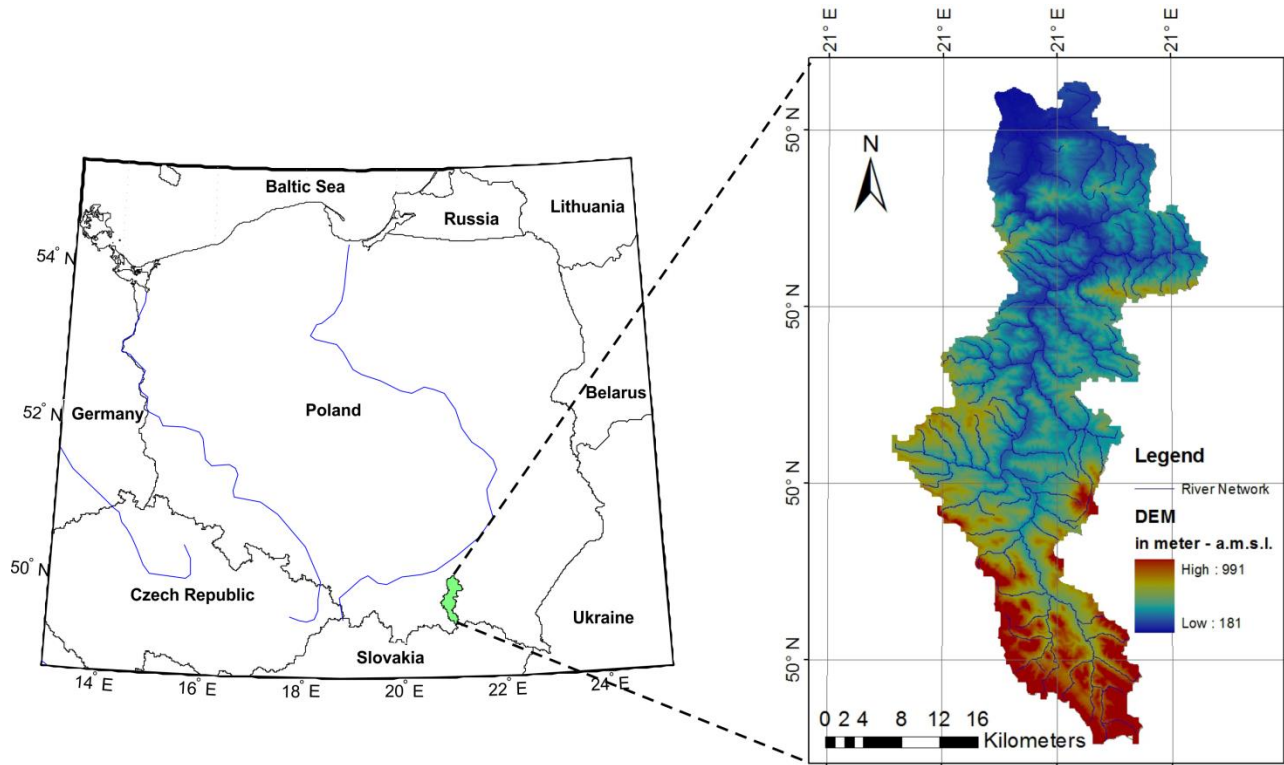 Baltic Sea
Russia
Lithuania
54°
Belarus
Germany
Poland
52°
50°
Czech Republic
Ukraine
Slovakia
14° E
16° E
18° E
20° E
22° E
24° E
21° E
21° E
21° E
21° E
50° N
50° N
50° N
50° N
N
Legend
River Network
DEM
in meter - a.m.s.l.
High : 991
Low : 181
0 2 4 8 12 16
Kilometers